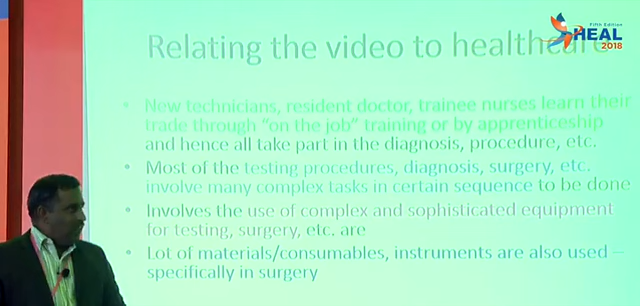 Fifth Edition
HEAL
2018
Relating the video to healthcare
• New technicians, resident doctor, trainee nurses learn their
trade through "on the job" training or by apprenticeship
and hence all take part in the diagnosis, procedure, etc.
• Most of the testing procedures, diagnosis, surgery, etc.
involve many complex tasks in certain sequence to be done
• Involves the use of complex and sophisticated equipment
for testing, surgery, etc. are
• Lot of materials/consumables, instruments are also used –
specifically in surgery